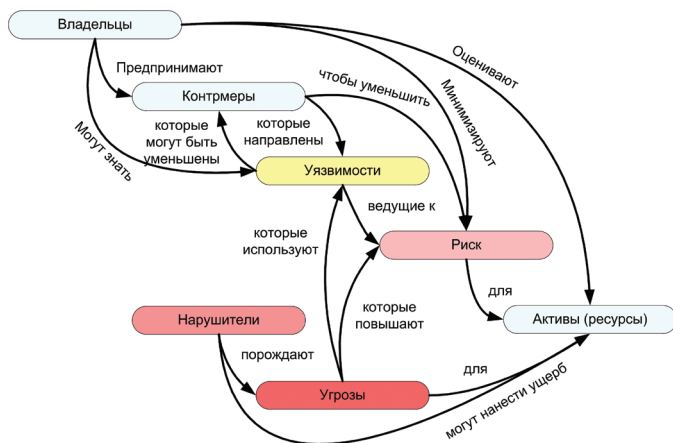 Владельцы
Оценивают
Предпринимают
чтобы уменьшить
Минимизируют
Контрмеры
Могут знать
которые
могут быть
уменьшены
которые
направлены
Уязвимости
ведущие к
которые
используют
Риск
для
которые
повышают
Нарушители
Активы (ресурсы)
порождают
для
Угрозы
могут нанести ущерб